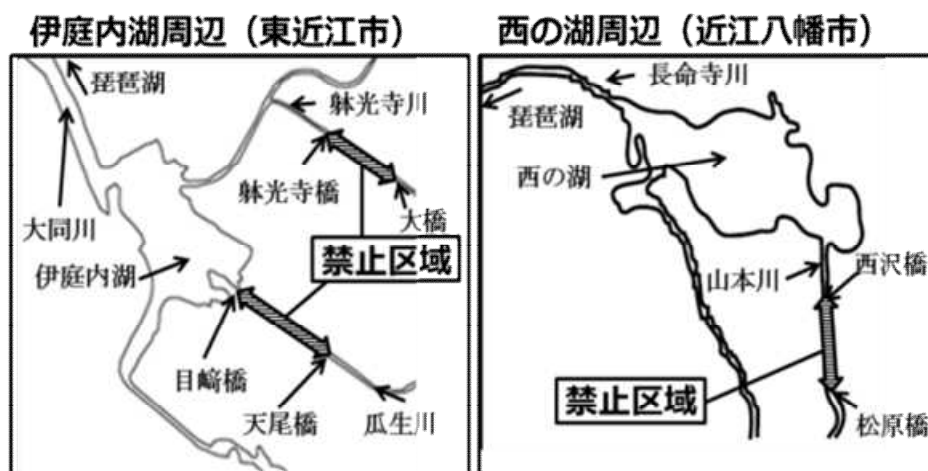 伊庭内湖周辺（東近江市）
琵琶湖
躰光寺川
躰光寺橋
大橋
大同川
禁止区域
伊庭内湖
目﨑橋
天尾橋
瓜生川
西の湖周辺（近江八幡市）
長命寺川
琵琶湖
西の湖
山本川
西沢橋
禁止区域
松原橋